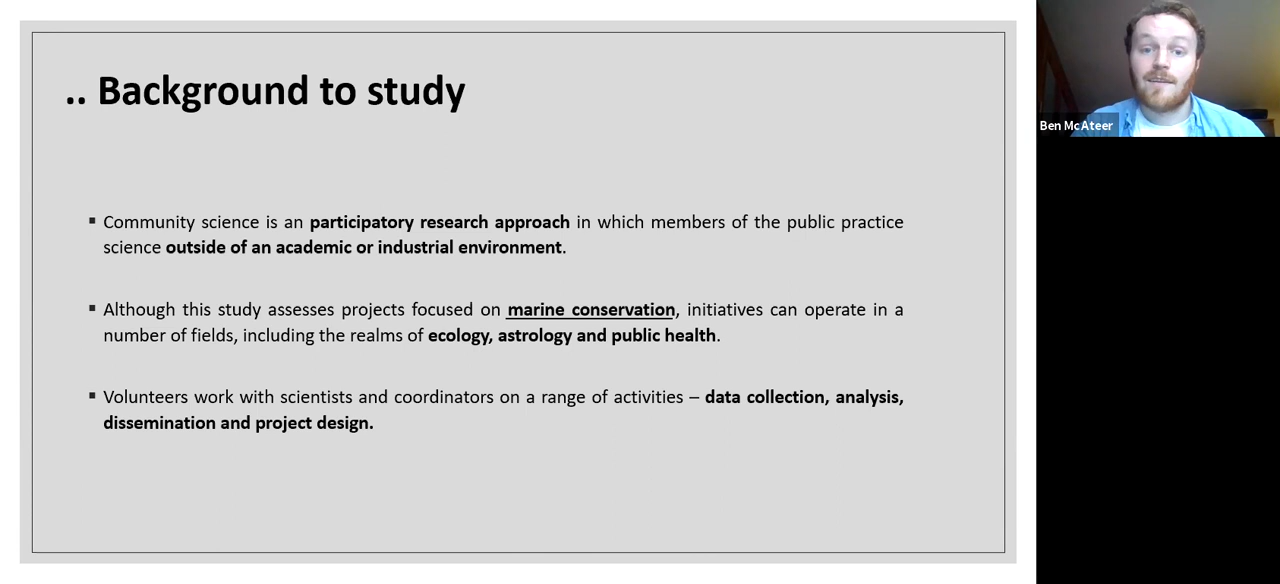 .. Background to study
▪ Community science is an participatory research approach in which members of the public practice
science outside of an academic or industrial environment.
▪ Although this study assesses projects focused on marine conservation, initiatives can operate in a
number of fields, including the realms of ecology, astrology and public health.
▪ Volunteers work with scientists and coordinators on a range of activities – data collection, analysis,
dissemination and project design.
Ben McAteer